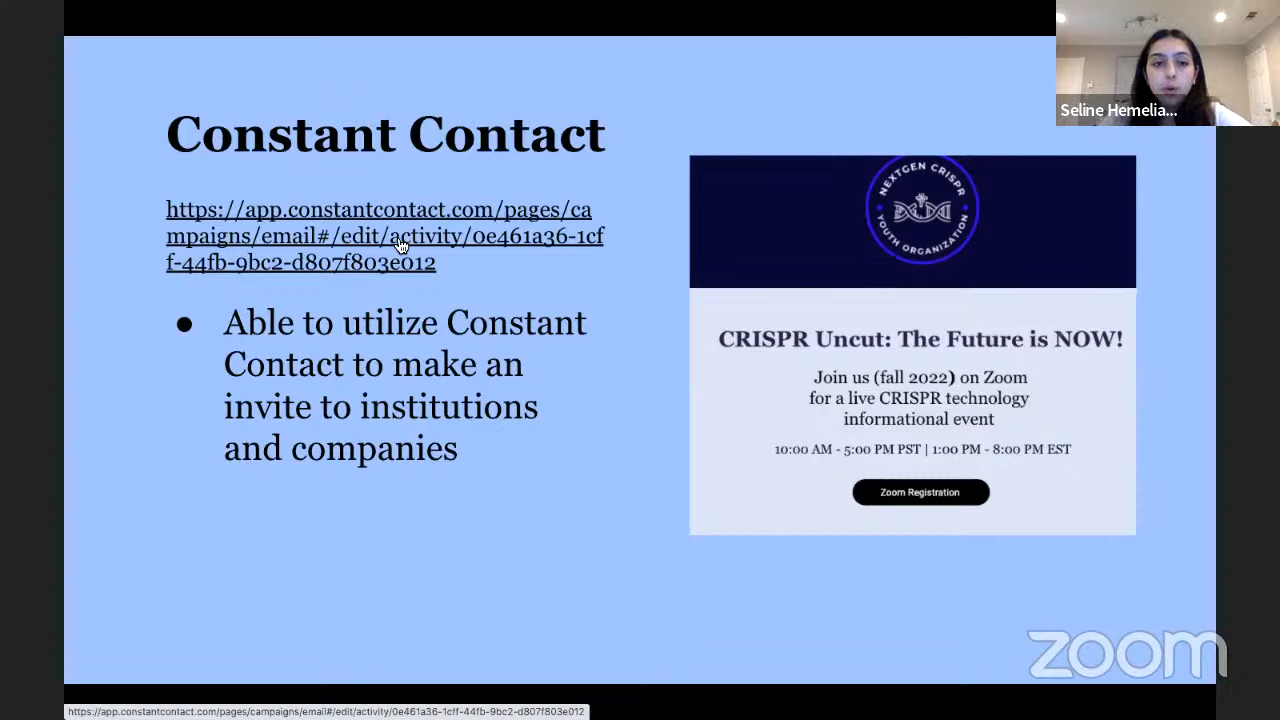 Seline Hemelia...
Constant Contact
https://app.constantcontact.com/pages/ca
mpaigns/email#/edit/activity/0e461a36-1cf
f-44fb-9bc2-d807f803e012
● Able to utilize Constant
Contact to make an
invite to institutions
and companies
NEXTGEN CRISPR
YOUTH ORGANIZATION
CRISPR Uncut: The Future is NOW!
Join us (fall 2022) on Zoom
for a live CRISPR technology
informational event
10:00 AM - 5:00 PM PST | 1:00 PM - 8:00 PM EST
Zoom Registration
zoom
https://app.constantcontact.com/pages/campaigns/email#/edit/activity/0e461a36-1cff-44fb-9bc2-d807f803e012